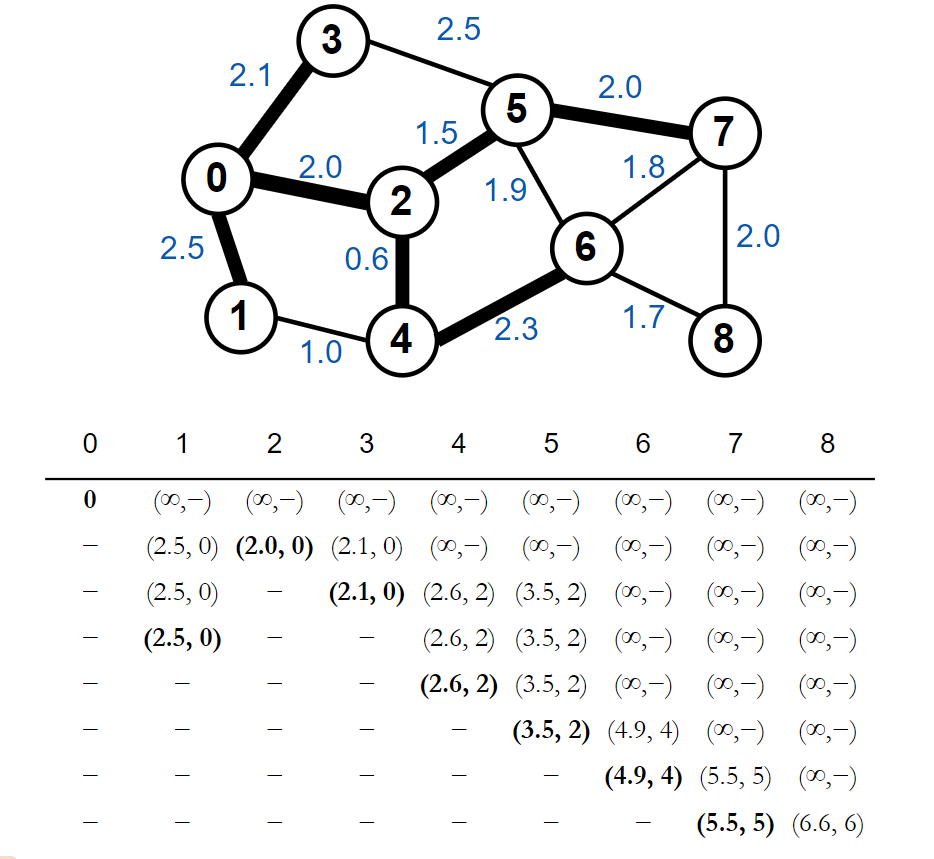 3
2.5
2.1
5
2.0
7
1.5
1.8
0
2.0
2
1.9
2.5
0.6
6
2.0
1
4
2.3
1.7
8
1.0
0 1 2 3 4 5 6 7 8
0 (∞,−) (∞,−) (∞,−) (∞,−) (∞,−) (∞,−) (∞,−) (∞,−)
− (2.5, 0) (2.0, 0) (2.1, 0) (∞,−) (∞,−) (∞,−) (∞,−) (∞,−)
− (2.5, 0) − (2.1, 0) (2.6, 2) (3.5, 2) (∞,−) (∞,−) (∞,−)
− (2.5, 0) − − (2.6, 2) (3.5, 2) (∞,−) (∞,−) (∞,−)
− − − − (2.6, 2) (3.5, 2) (∞,−) (∞,−) (∞,−)
− − − − − (3.5, 2) (4.9, 4) (∞,−) (∞,−)
− − − − − − (4.9, 4) (5.5, 5) (∞,−)
− − − − − − − (5.5, 5) (6.6, 6)